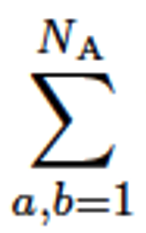 N_A
∑
a,b=1